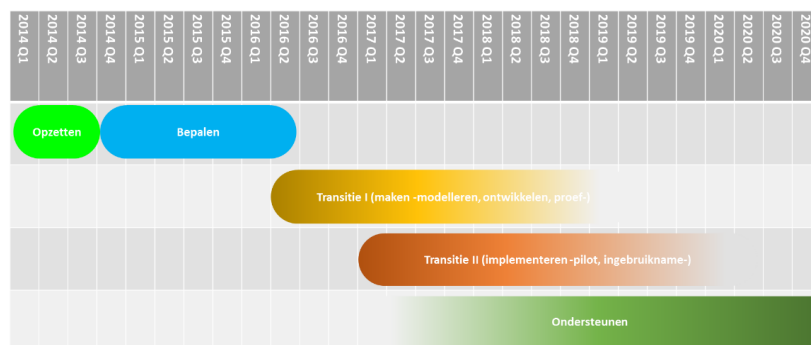 2014 Q1
2014 Q2
2014 Q3
2014 Q4
2015 Q1
2015 Q2
2015 Q3
2015 Q4
2016 Q1
2016 Q2
2016 Q3
2016 Q4
2017 Q1
2017 Q2
2017 Q3
2017 Q4
2018 Q1
2018 Q2
2018 Q3
2018 Q4
2019 Q1
2019 Q2
2019 Q3
2019 Q4
2020 Q1
2020 Q2
2020 Q3
2020 Q4
Opzetten
Bepalen
Transitie I (maken -modelleren, ontwikkelen, proef-)
Transitie II (implementeren -pilot, ingebruikname-)
Ondersteunen